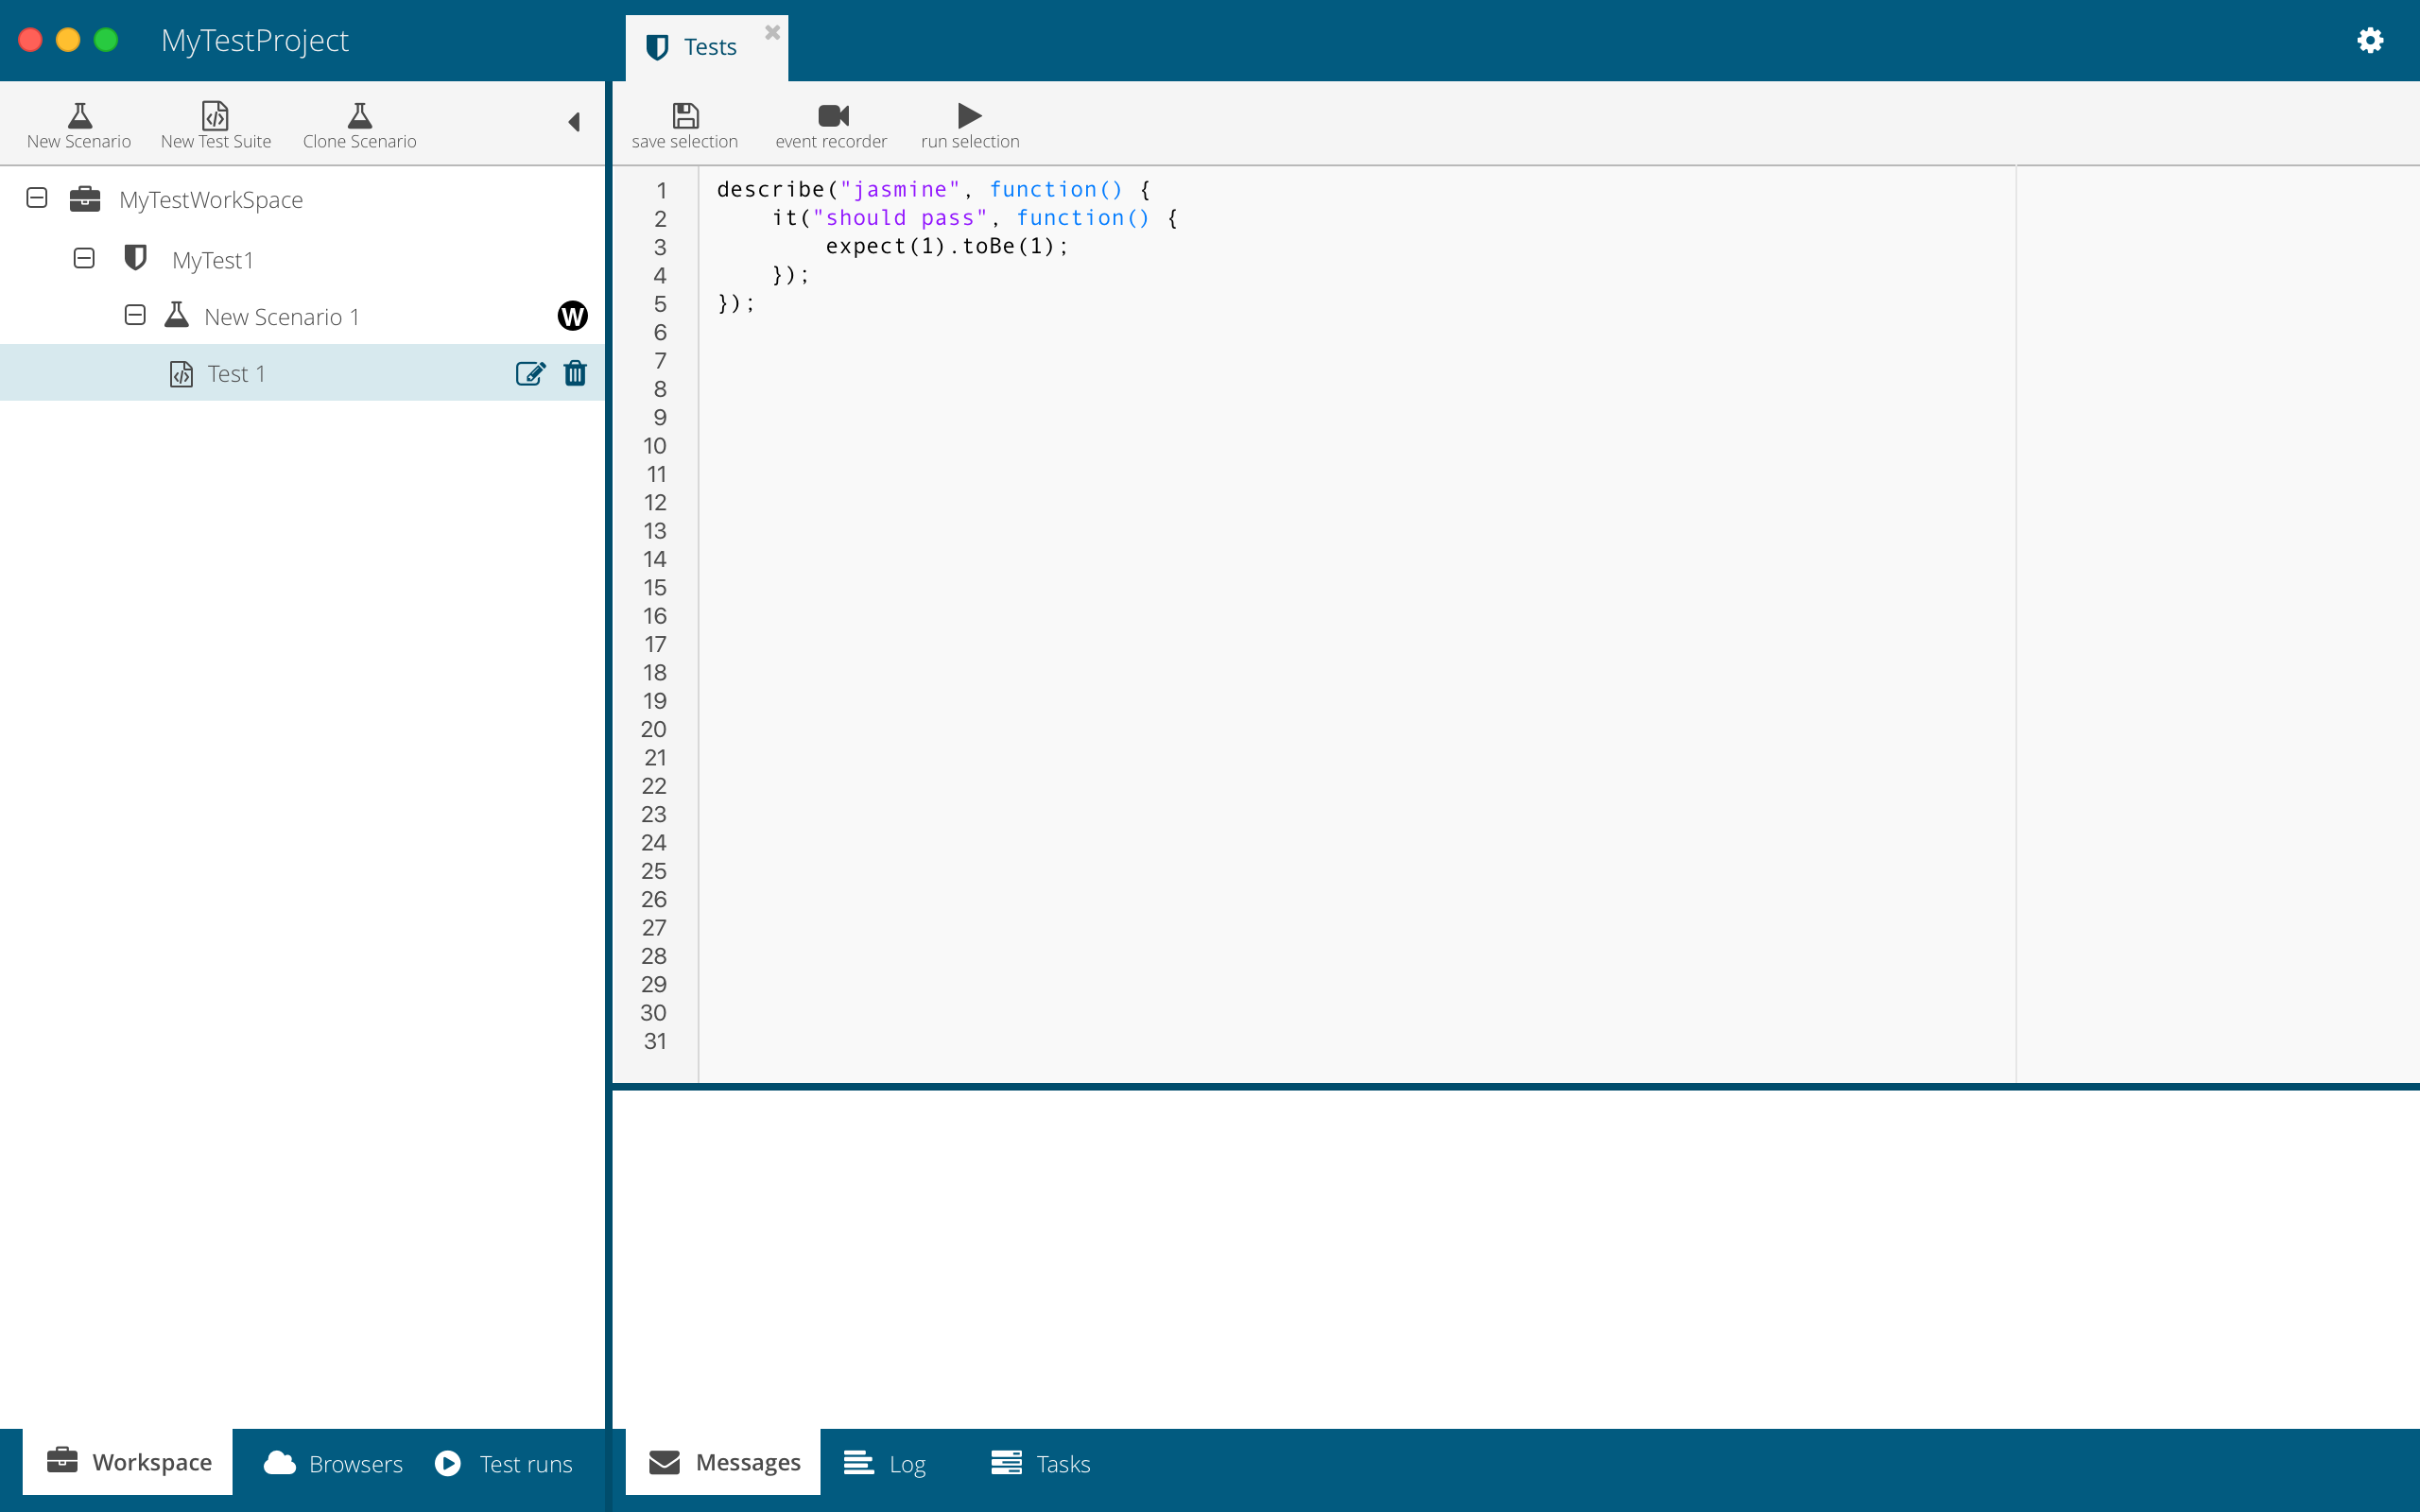 MyTestProject
Tests
New Scenario
New Test Suite
Clone Scenario
save selection
event recorder
run selection
MyTestWorkSpace
MyTest1
New Scenario 1
W
Test 1
1 describe("jasmine", function() {
2 it("should pass", function() {
3 expect(1).toBe(1);
4 });
5 });
6
7
8
9
10
11
12
13
14
15
16
17
18
19
20
21
22
23
24
25
26
27
28
29
30
31
Workspace
Browsers
Test runs
Messages
Log
Tasks